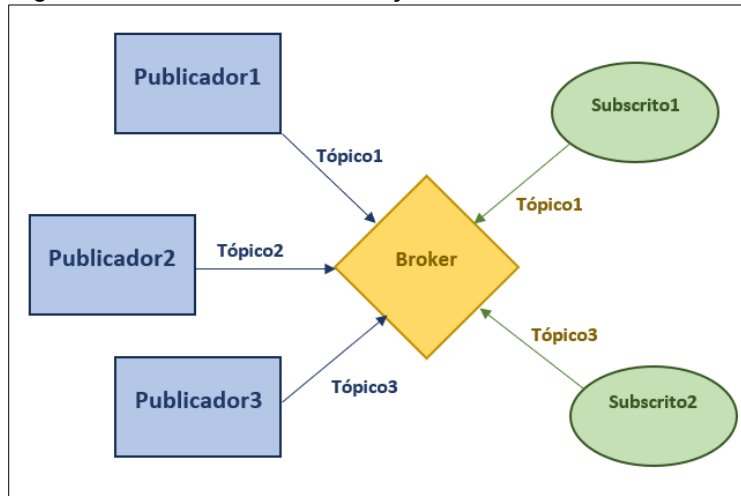 Publicador1
Subscrito1
Tópico1
Tópico1
Publicador2
Tópico2
Broker
Tópico3
Publicador3
Tópico3
Subscrito2